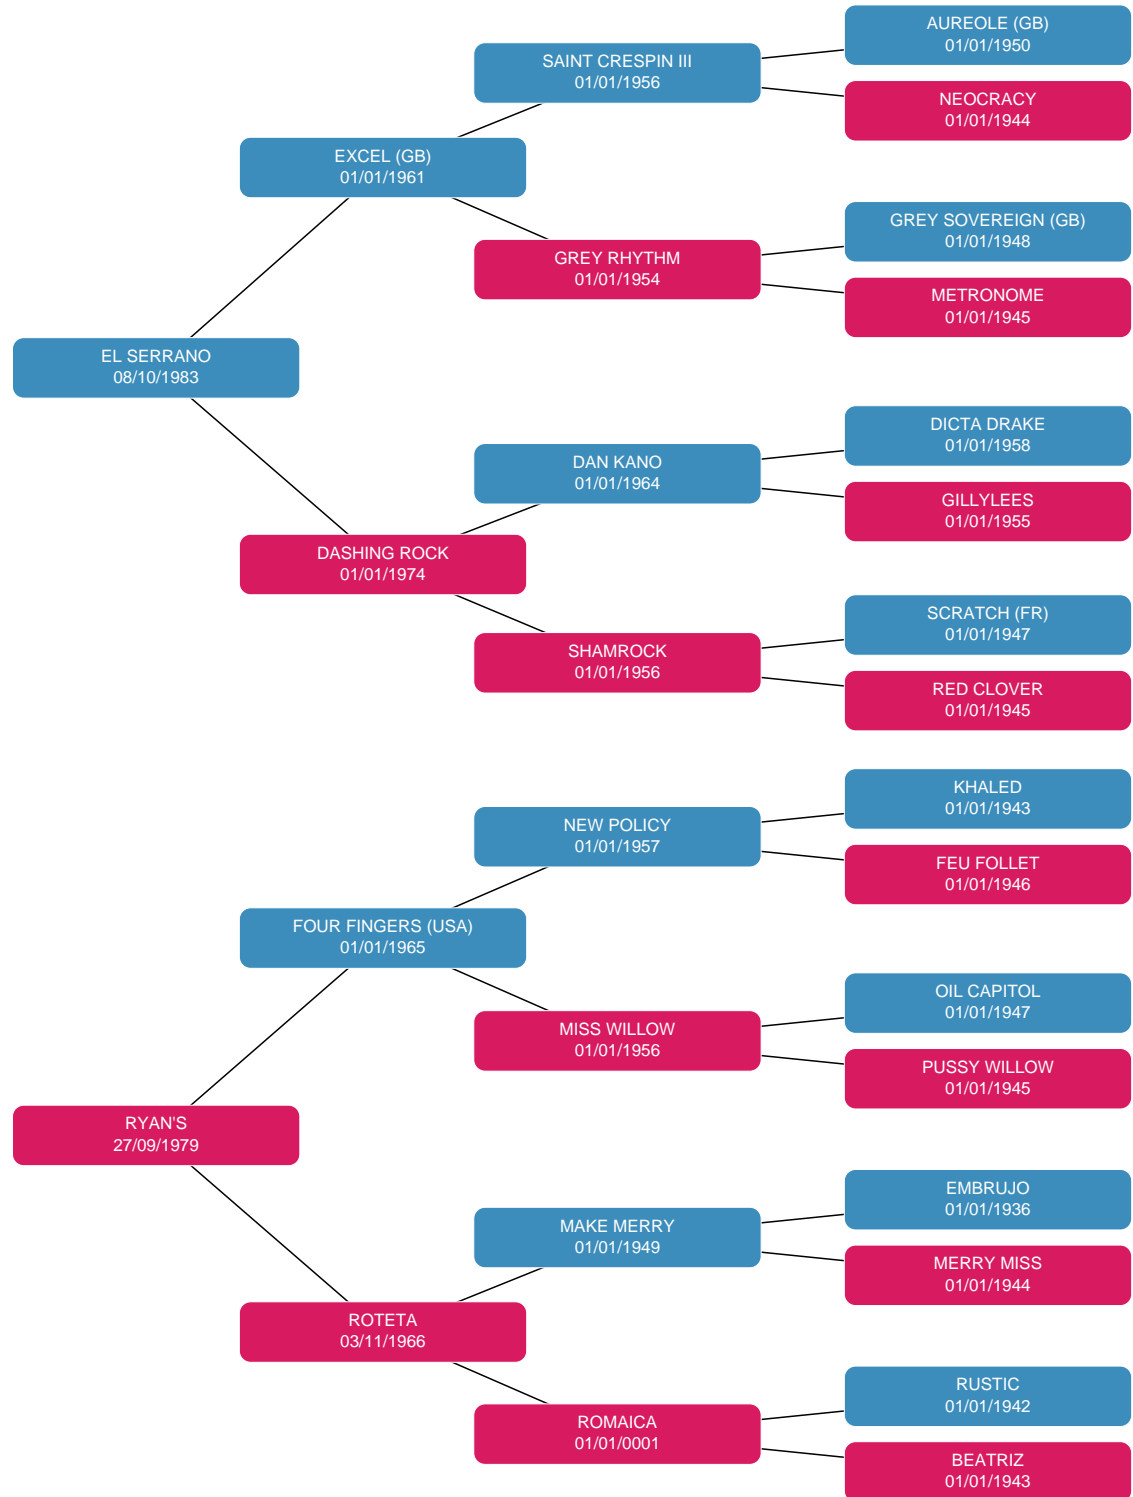 AUREOLE (GB)
01/01/1950
SAINT CRESPIN III
01/01/1956
NEOCRACY
01/01/1944
EXCEL (GB)
01/01/1961
GREY SOVEREIGN (GB)
01/01/1948
GREY RHYTHM
01/01/1954
METRONOME
01/01/1945
EL SERRANO
08/10/1983
DICTA DRAKE
01/01/1958
DAN KANO
01/01/1964
GILLYLEES
01/01/1955
DASHING ROCK
01/01/1974
SCRATCH (FR)
01/01/1947
SHAMROCK
01/01/1956
RED CLOVER
01/01/1945
KHALED
01/01/1943
NEW POLICY
01/01/1957
FEU FOLLET
01/01/1946
FOUR FINGERS (USA)
01/01/1965
OIL CAPITOL
01/01/1947
MISS WILLOW
01/01/1956
PUSSY WILLOW
01/01/1945
RYAN'S
27/09/1979
EMBRUJO
01/01/1936
MAKE MERRY
01/01/1949
MERRY MISS
01/01/1944
ROTETA
03/11/1966
RUSTIC
01/01/1942
ROMAICA
01/01/0001
BEATRIZ
01/01/1943